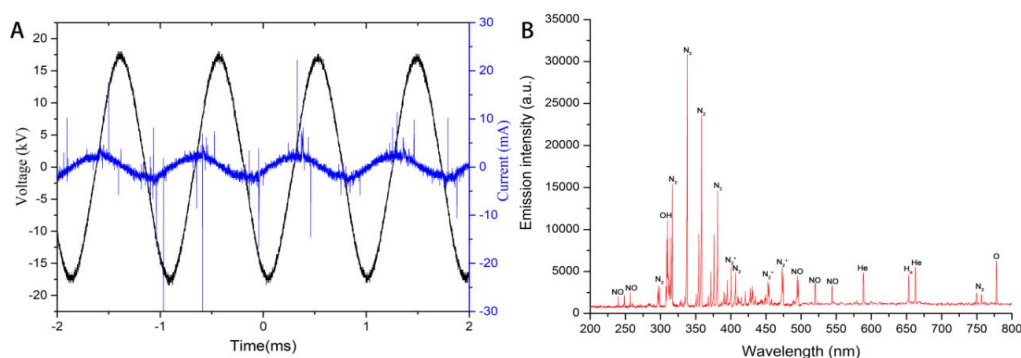 A
Voltage (kV)
20
15
10
5
0
-5
-10
-15
-20
-2
-1
0
1
2
Time(ms)
30
20
10
0
-10
-20
-30
Current (mA)
B
Emission intensity (a.u.)
35000
30000
25000
20000
15000
10000
5000
0
200 250 300 350 400 450 500 550 600 650 700 750 800
Wavelength (nm)
NO
NO
N₂
OH
N₂
N₂
N₂
N₂
N₂⁺
N₂
N₂⁺
N₂⁺
NO
NO
NO
He
Hₐ
He
N₂
O